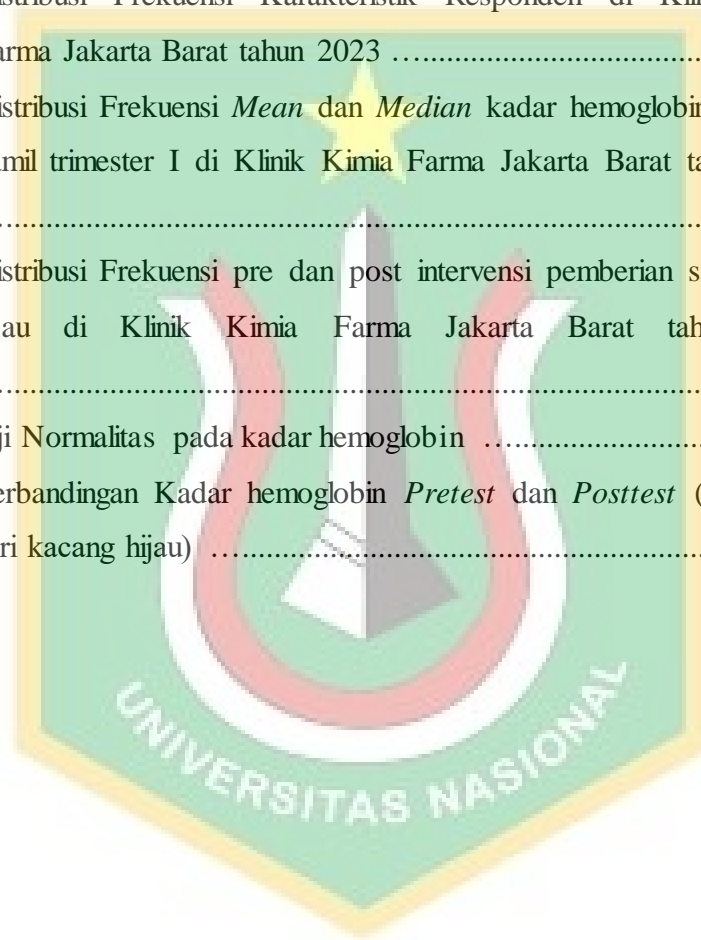 istribusi Frekuensi Karakteristik Responden di Klin
arma Jakarta Barat tahun 2023 ….....................................
istribusi Frekuensi Mean dan Median kadar hemoglobin
amil trimester I di Klinik Kimia Farma Jakarta Barat ta
...............................................................................................
istribusi Frekuensi pre dan post intervensi pemberian s
au di Klinik Kimia Farma Jakarta Barat tah
...............................................................................................
ji Normalitas pada kadar hemoglobin ….............................
erbandingan Kadar hemoglobin Pretest dan Posttest (
ri kacang hijau) …..............................................................
UNIVERSITAS NASIONAL